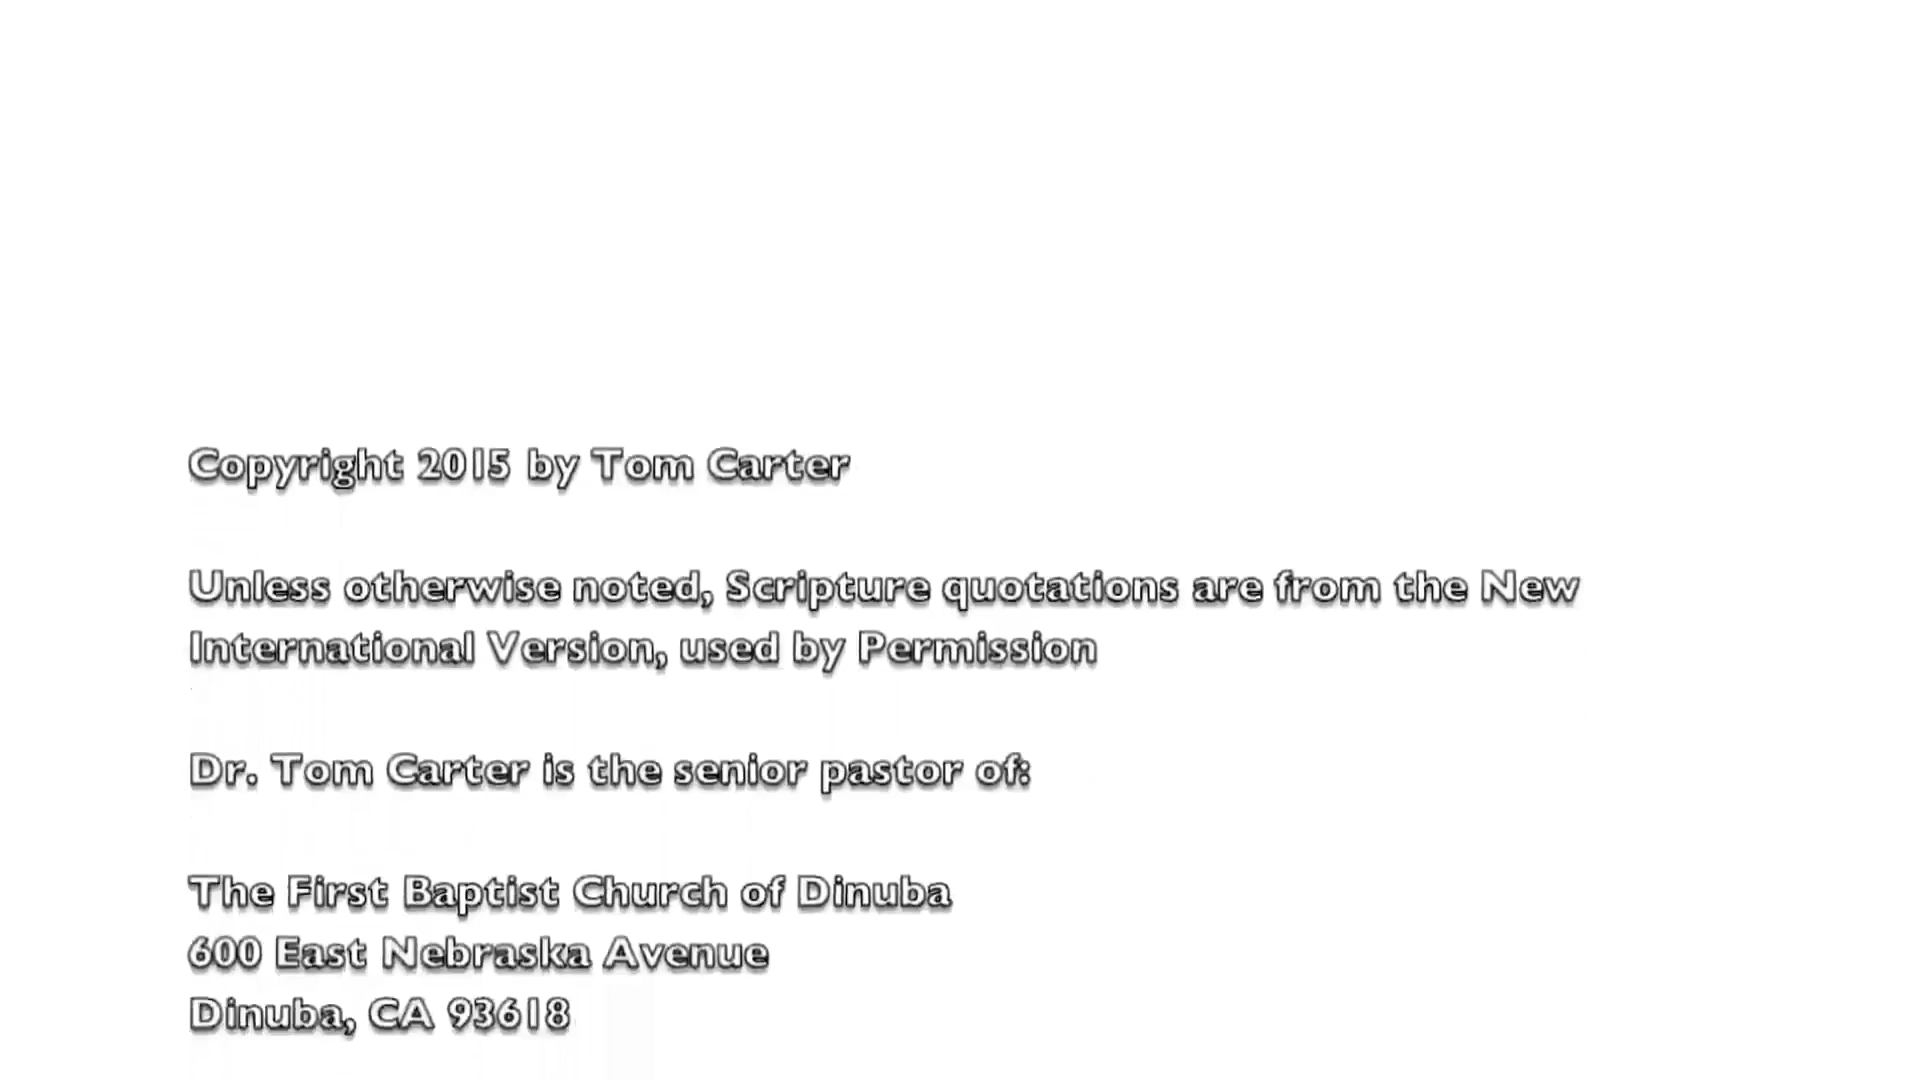 Copyright 2015 by Tom Carter
Unless otherwise noted, Scripture quotations are from the New
International Version, used by Permission
Dr. Tom Carter is the senior pastor of:
The First Baptist Church of Dinuba
600 East Nebraska Avenue
Dinuba, CA 93618